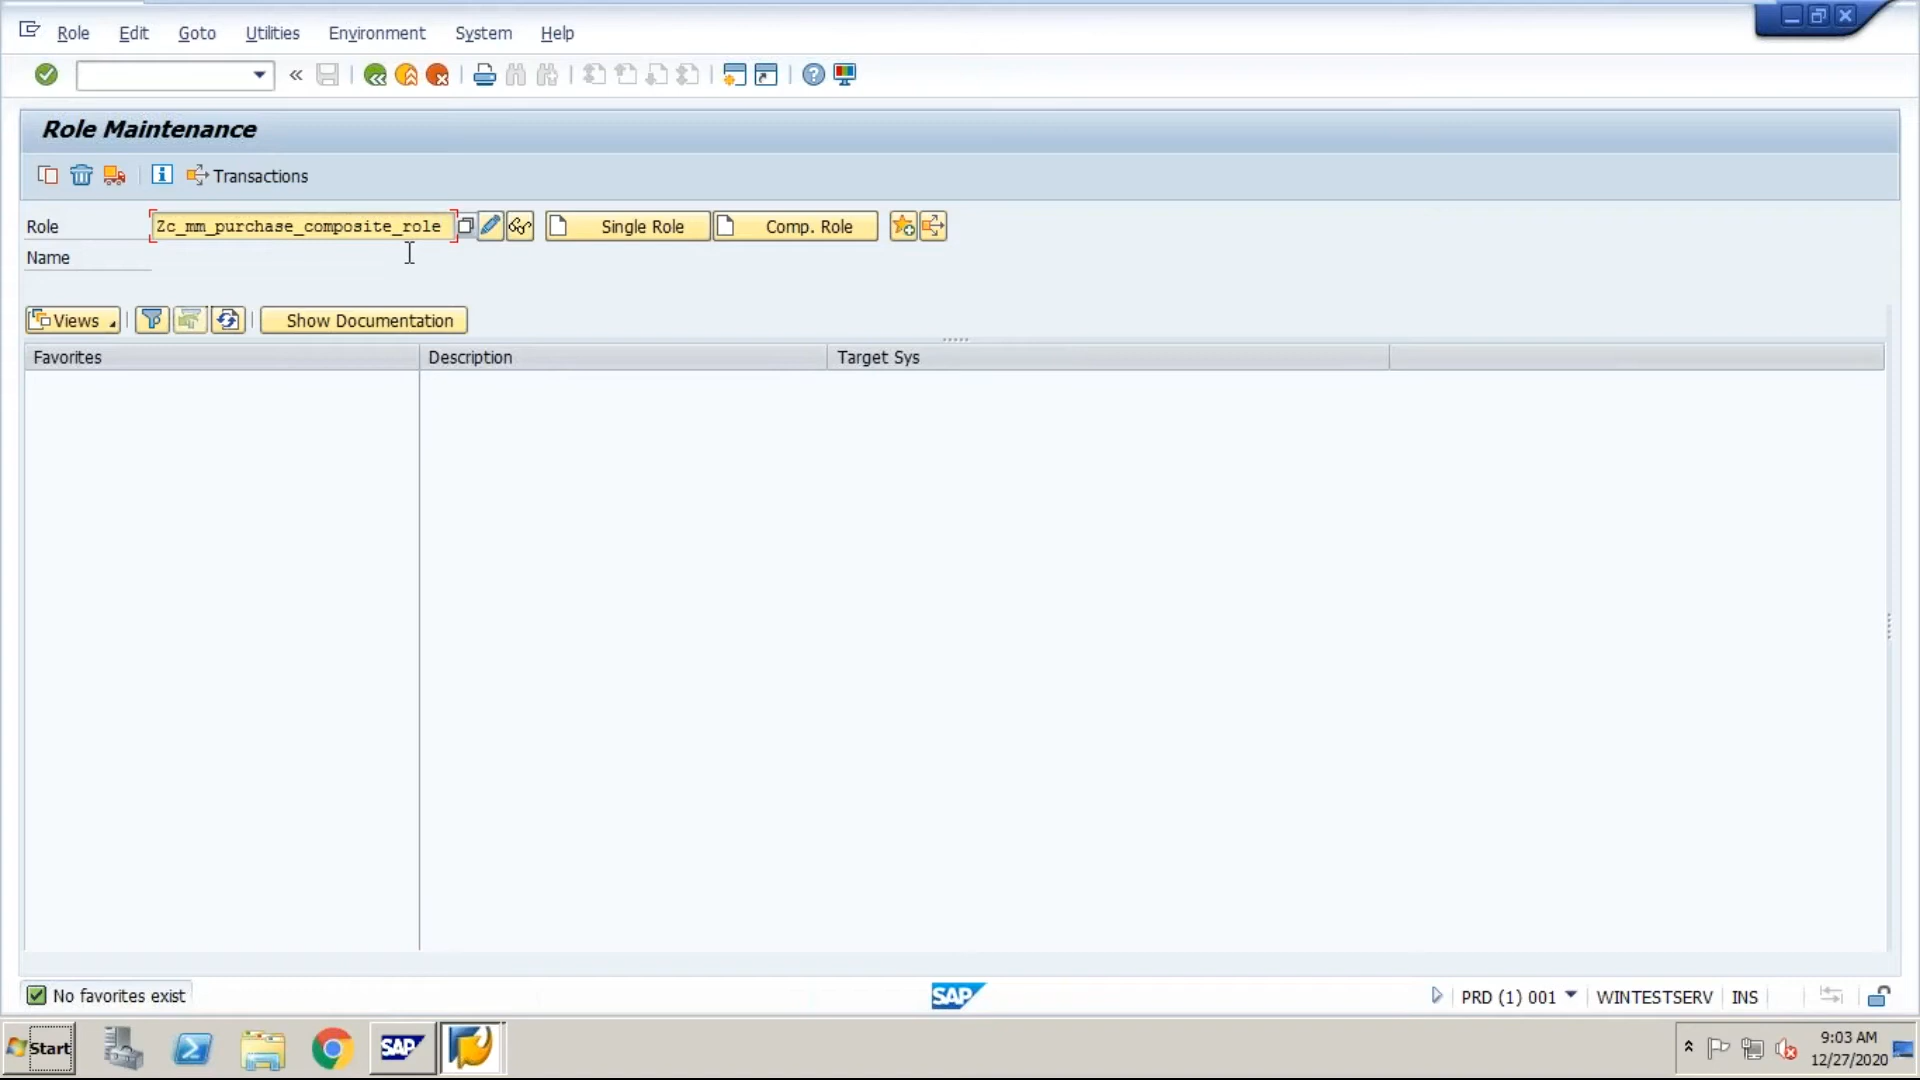 Role Edit Goto Utilities Environment System Help
Role Maintenance
Transactions
Role Zc_mm_purchase_composite_role Single Role Comp. Role
Name
Views Show Documentation
Favorites Description Target Sys
No favorites exist SAP PRD (1) 001 WINTESTSERV INS
Start SAP 9:03 AM
12/27/2020